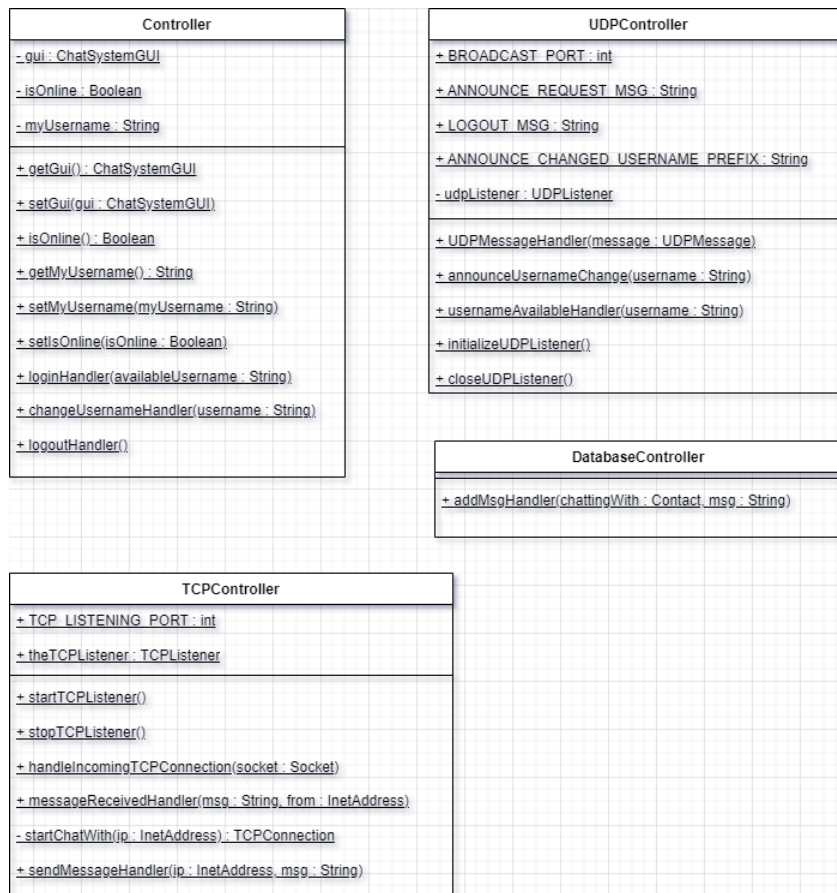 Controller
- gui : ChatSystemGUI
- isOnline : Boolean
- myUsername : String
+ getGui() : ChatSystemGUI
+ setGui(gui : ChatSystemGUI)
+ isOnline() : Boolean
+ getMyUsername() : String
+ setMyUsername(myUsername : String)
+ setIsOnline(isOnline : Boolean)
+ loginHandler(availableUsername : String)
+ changeUsernameHandler(username : String)
+ logoutHandler()
UDPController
+ BROADCAST_PORT : int
+ ANNOUNCE_REQUEST_MSG : String
+ LOGOUT_MSG : String
+ ANNOUNCE_CHANGED_USERNAME_PREFIX : String
- udpListener : UDPListener
+ UDPMessageHandler(message : UDPMessage)
+ announceUsernameChange(username : String)
+ usernameAvailableHandler(username : String)
+ initializeUDPListener()
+ closeUDPListener()
DatabaseController
+ addMsgHandler(chattingWith : Contact, msg : String)
TCPController
+ TCP_LISTENING_PORT : int
+ theTCPListener : TCPListener
+ startTCPListener()
+ stopTCPListener()
+ handleIncomingTCPConnection(socket : Socket)
+ messageReceivedHandler(msg : String, from : InetAddress)
- startChatWith(ip : InetAddress) : TCPConnection
+ sendMessageHandler(ip : InetAddress, msg : String)